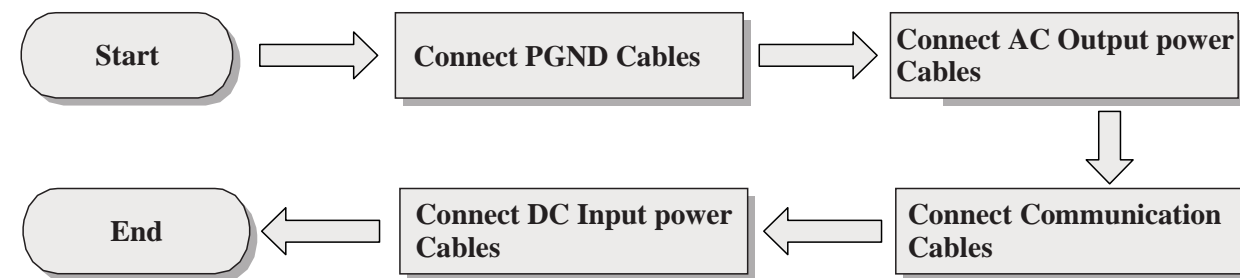 Start
Connect PGND Cables
Connect AC Output power
Cables
Connect Communication
Cables
Connect DC Input power
Cables
End